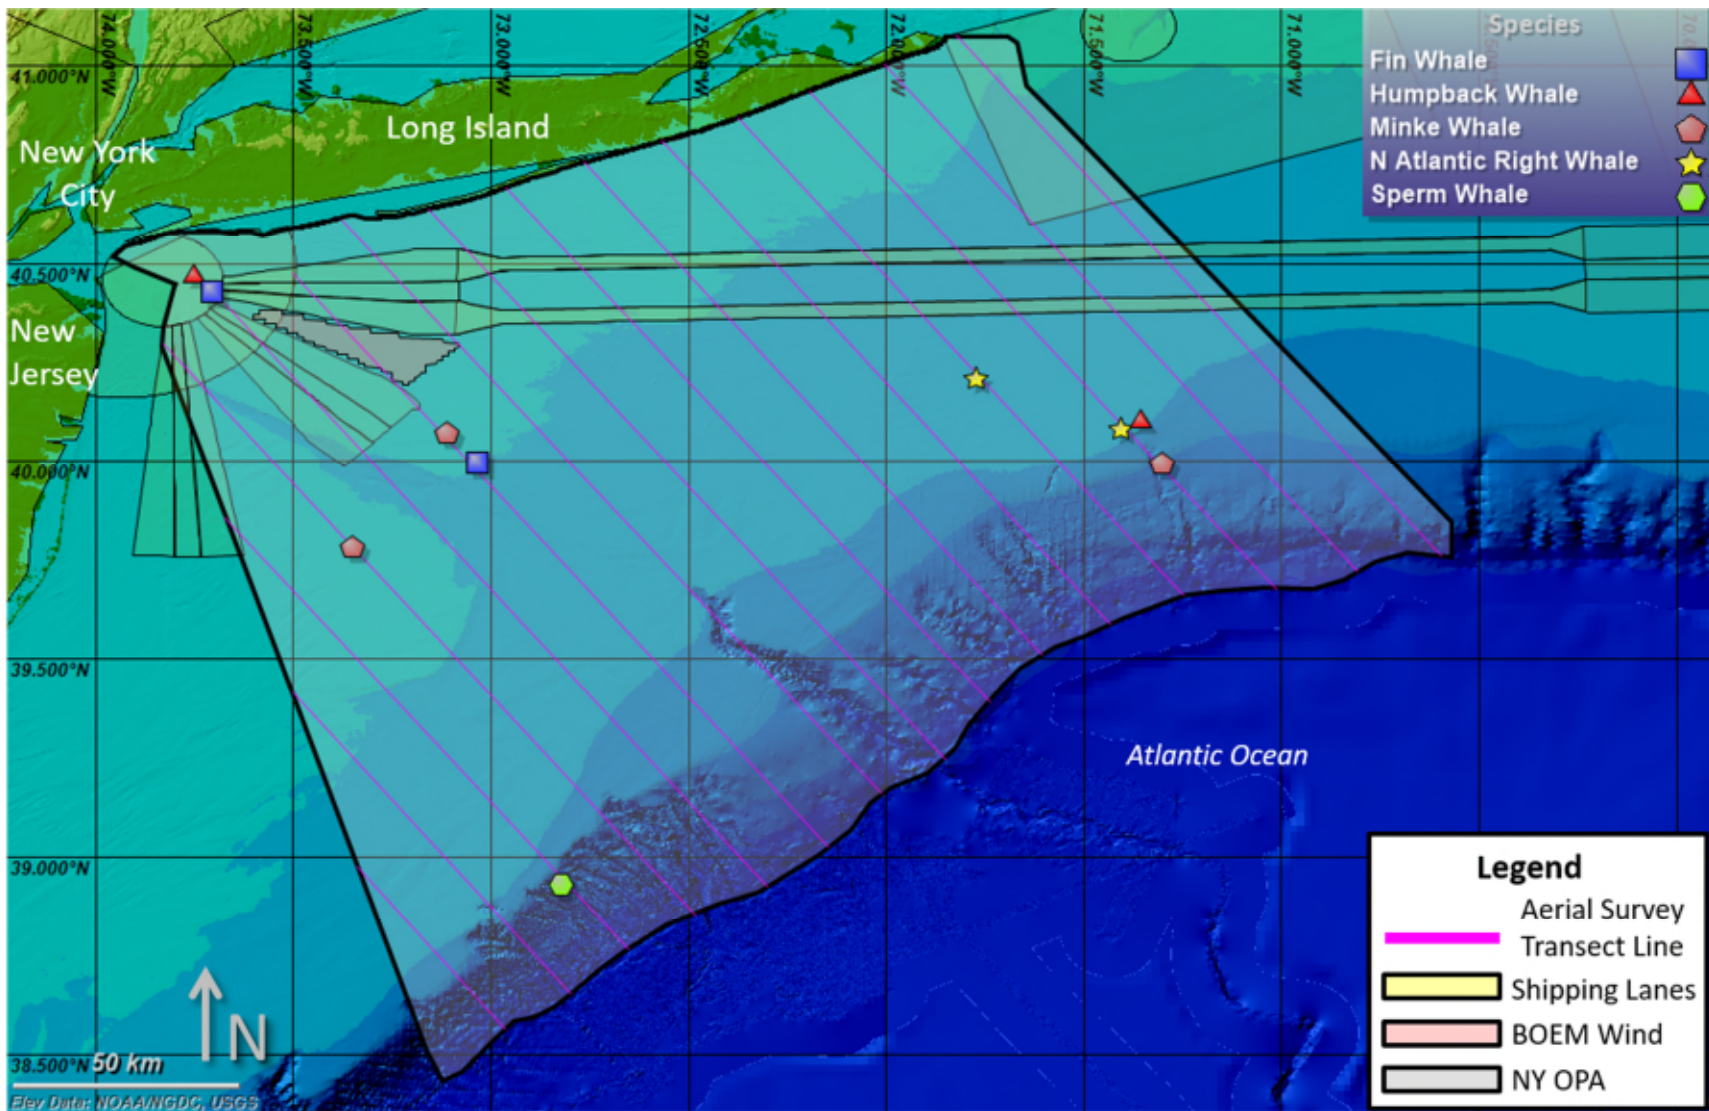 74.000°W
73.500°W
73.000°W
72.500°W
72.000°W
71.500°W
71.000°W
Species
Fin Whale
Humpback Whale
Minke Whale
N Atlantic Right Whale
Sperm Whale
41.000°N
Long Island
New York
City
40.500°N
New
Jersey
40.000°N
39.500°N
Atlantic Ocean
39.000°N
Legend
Aerial Survey
Transect Line
Shipping Lanes
BOEM Wind
NY OPA
N
38.500°N
50 km
Elev Data: NOAA/NGDC, USGS